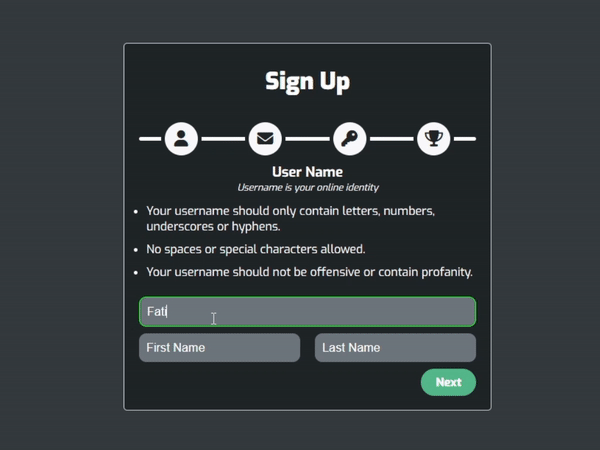 Sign Up
User Name
Username is your online identity
Your username should only contain letters, numbers,
underscores or hyphens.
No spaces or special characters allowed.
Your username should not be offensive or contain profanity.
Fati
First Name Last Name
Next